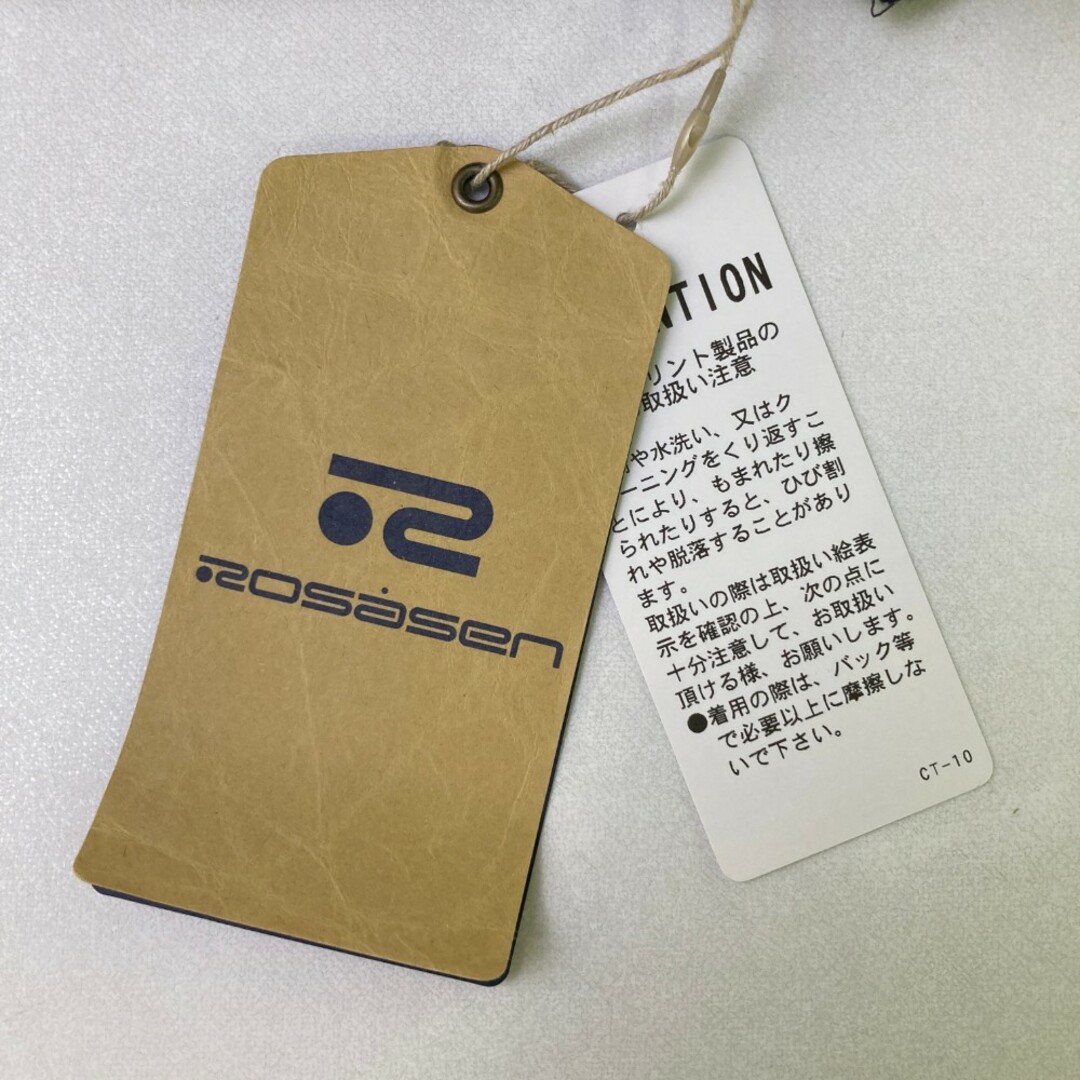 Rosasen
NTION
リント製品の
取扱い注意
や水洗い、又はク
ーニングをくり返すこ
とにより、もまれたり擦
られたりすると、ひび割
れや脱落することがあり
ます。
取扱いの際は取扱い絵表
示を確認の上、次の点に
十分注意して、お取扱い
頂ける様、お願いします。
●着用の際は、バック等
で必要以上に摩擦しな
いで下さい。
CT-10